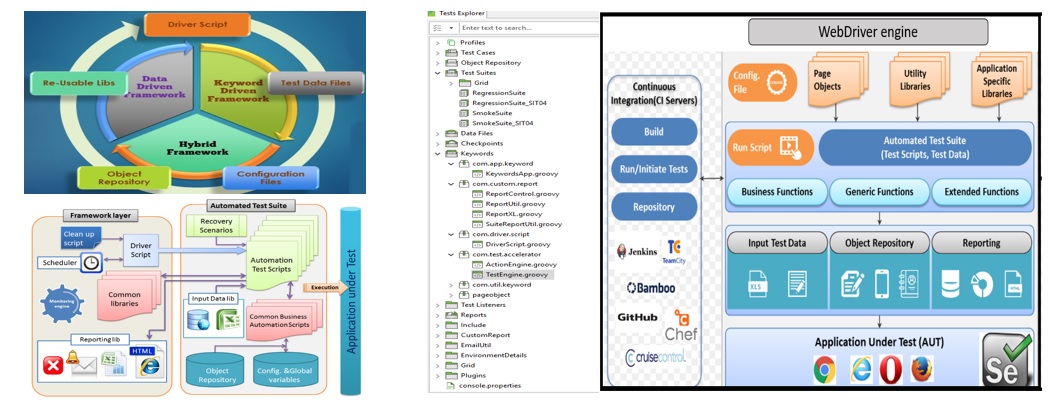 Driver Script
Re-Usable Libs
Data
Driven
Framework
Keyword
Driven Framework
Test Data Files
Hybrid
Framework
Object
Repository
Configuration
Files
Framework layer
Clean up
script
Scheduler
Driver
Script
Common
libraries
Reporting lib
HTML
Automated Test Suite
Recovery
Scenarios
Automation
Test Scripts
Input Data lib
Common Business
Automation Scripts
Object
Repository
Config. &Global
variables
Execution
Application under Test
Tests Explorer
Enter text to search...
Profiles
Test Cases
Object Repository
Test Suites
Grid
RegressionSuite
RegressionSuite_SIT04
SmokeSuite
SmokeSuite_SIT04
Data Files
Checkpoints
Keywords
com.app.keyword
KeywordsApp.groovy
com.custom.report
ReportControl.groovy
ReportUtil.groovy
ReportXL.groovy
SuiteReportUtil.groovy
com.driver.script
DriverScript.groovy
com.test.accelerator
ActionEngine.groovy
TestEngine.groovy
com.util.keyword
pageobject
Test Listeners
Reports
Include
CustomReport
EmailUtil
EnvironmentDetails
Grid
Plugins
console.properties
WebDriver engine
Continuous
Integration(CI Servers)
Build
Run/Initiate Tests
Repository
Jenkins
TC
TeamCity
Bamboo
GitHub
Chef
cruisecontrol
Config.
File
Page
Objects
Utility
Libraries
Application
Specific
Libraries
Run Script
Automated Test Suite
(Test Scripts, Test Data)
Business Functions
Generic Functions
Extended Functions
Input Test Data
Object Repository
Reporting
XLS
Application Under Test (AUT)
Se